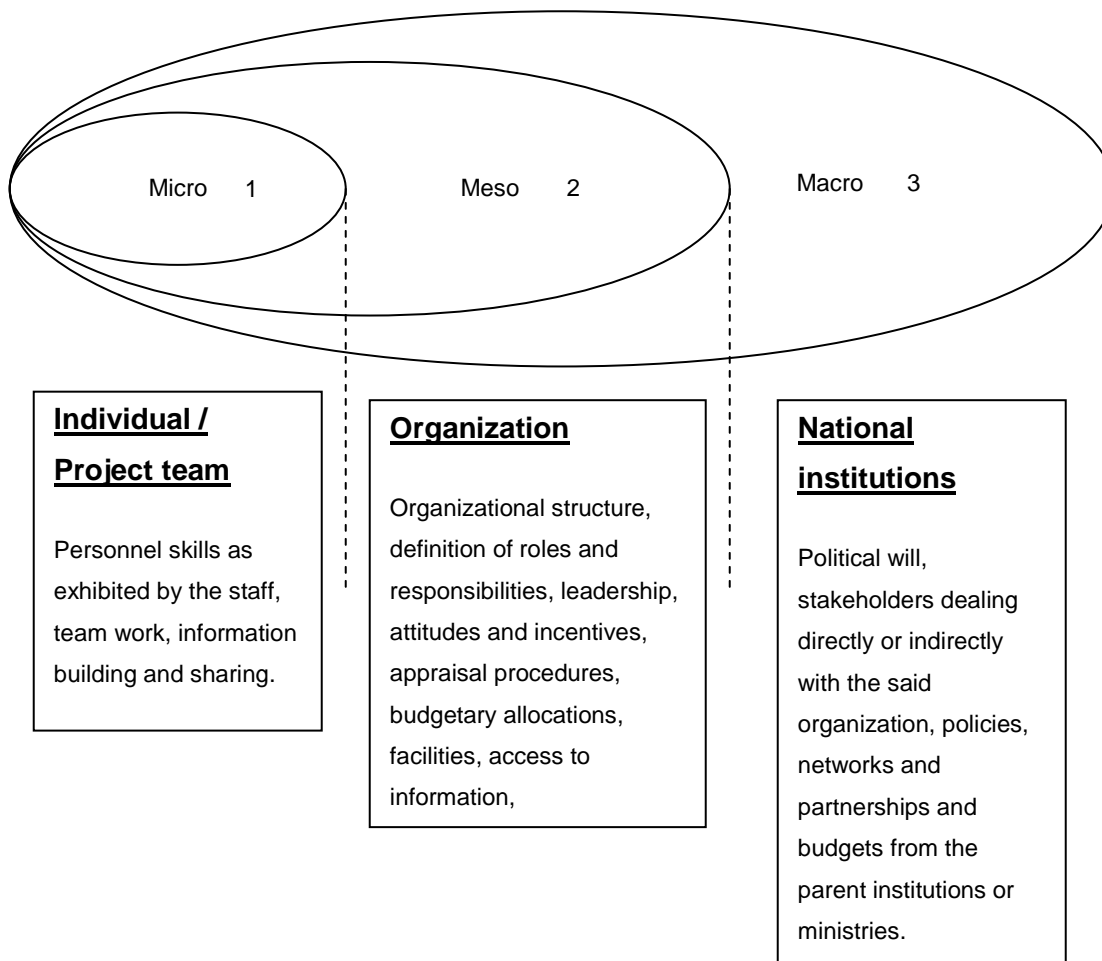 Micro 1
Meso 2
Macro 3
Individual /
Project team
Personnel skills as
exhibited by the staff,
team work, information
building and sharing.
Organization
Organizational structure,
definition of roles and
responsibilities, leadership,
attitudes and incentives,
appraisal procedures,
budgetary allocations,
facilities, access to
information,
National
institutions
Political will,
stakeholders dealing
directly or indirectly
with the said
organization, policies,
networks and
partnerships and
budgets from the
parent institutions or
ministries.